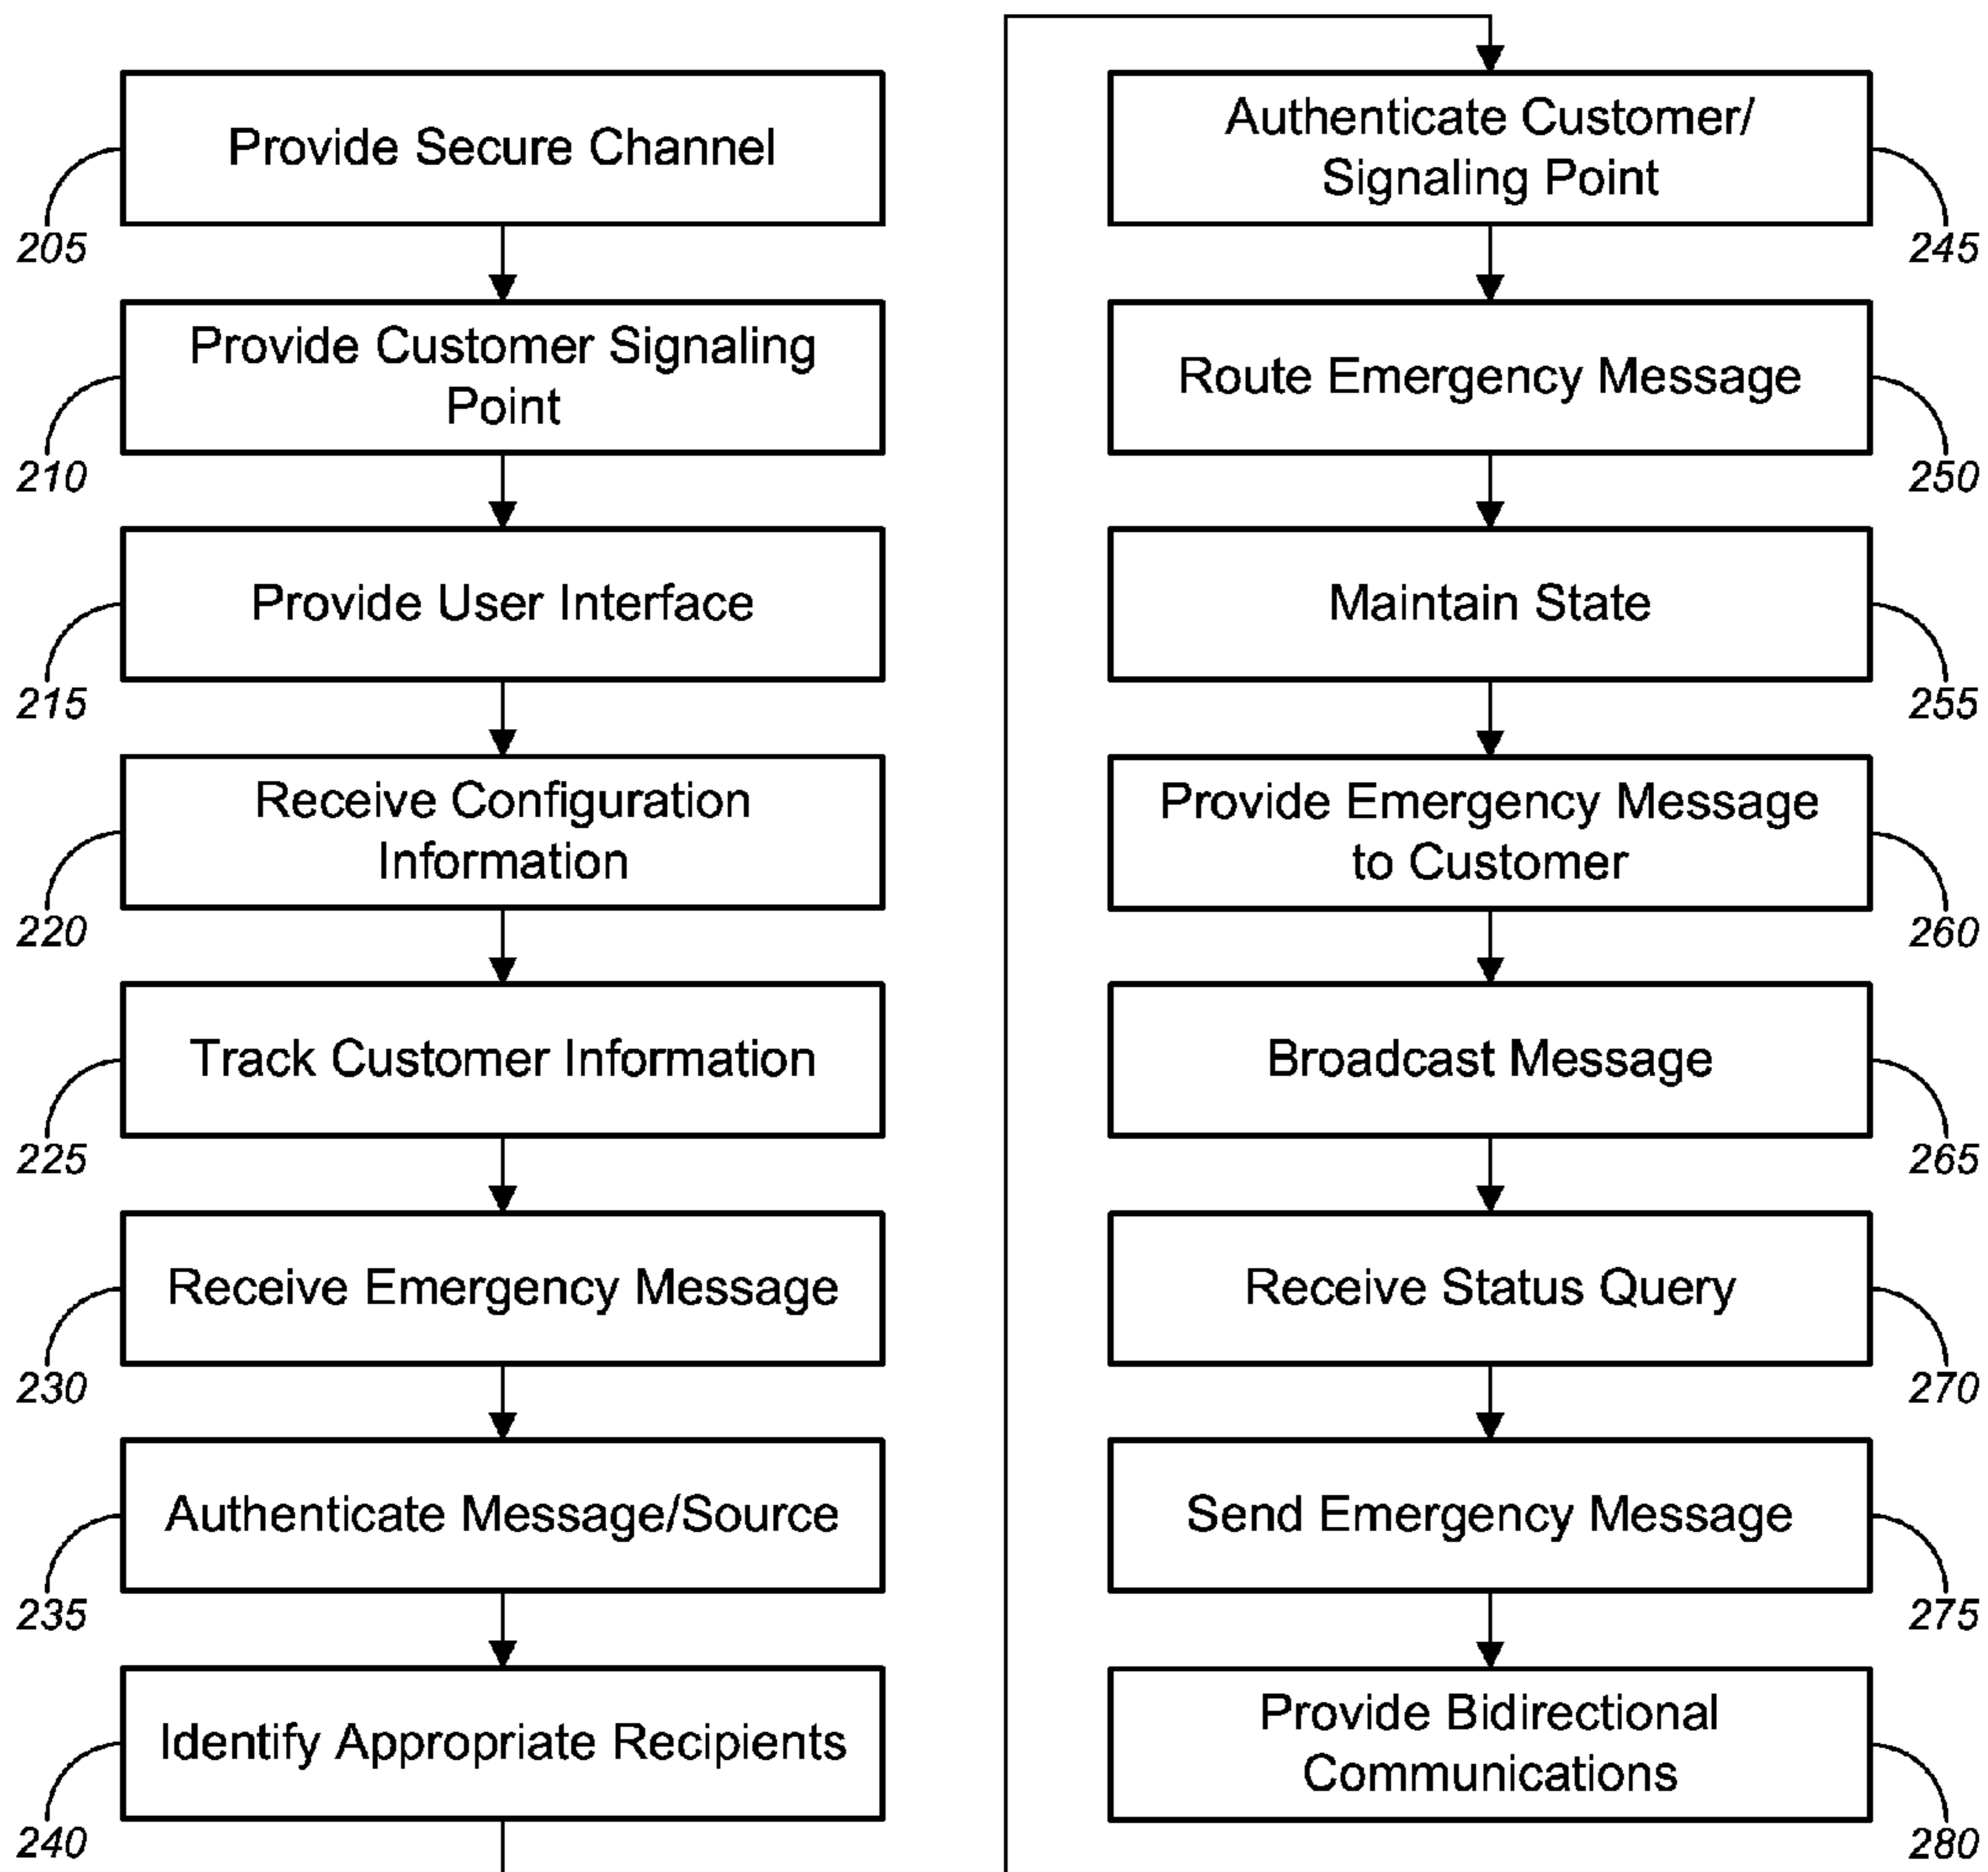 Provide Secure Channel
205
Provide Customer Signaling
Point
210
Provide User Interface
215
Receive Configuration
Information
220
Track Customer Information
225
Receive Emergency Message
230
Authenticate Message/Source
235
Identify Appropriate Recipients
240
Authenticate Customer/
Signaling Point
245
Route Emergency Message
250
Maintain State
255
Provide Emergency Message
to Customer
260
Broadcast Message
265
Receive Status Query
270
Send Emergency Message
275
Provide Bidirectional
Communications
280